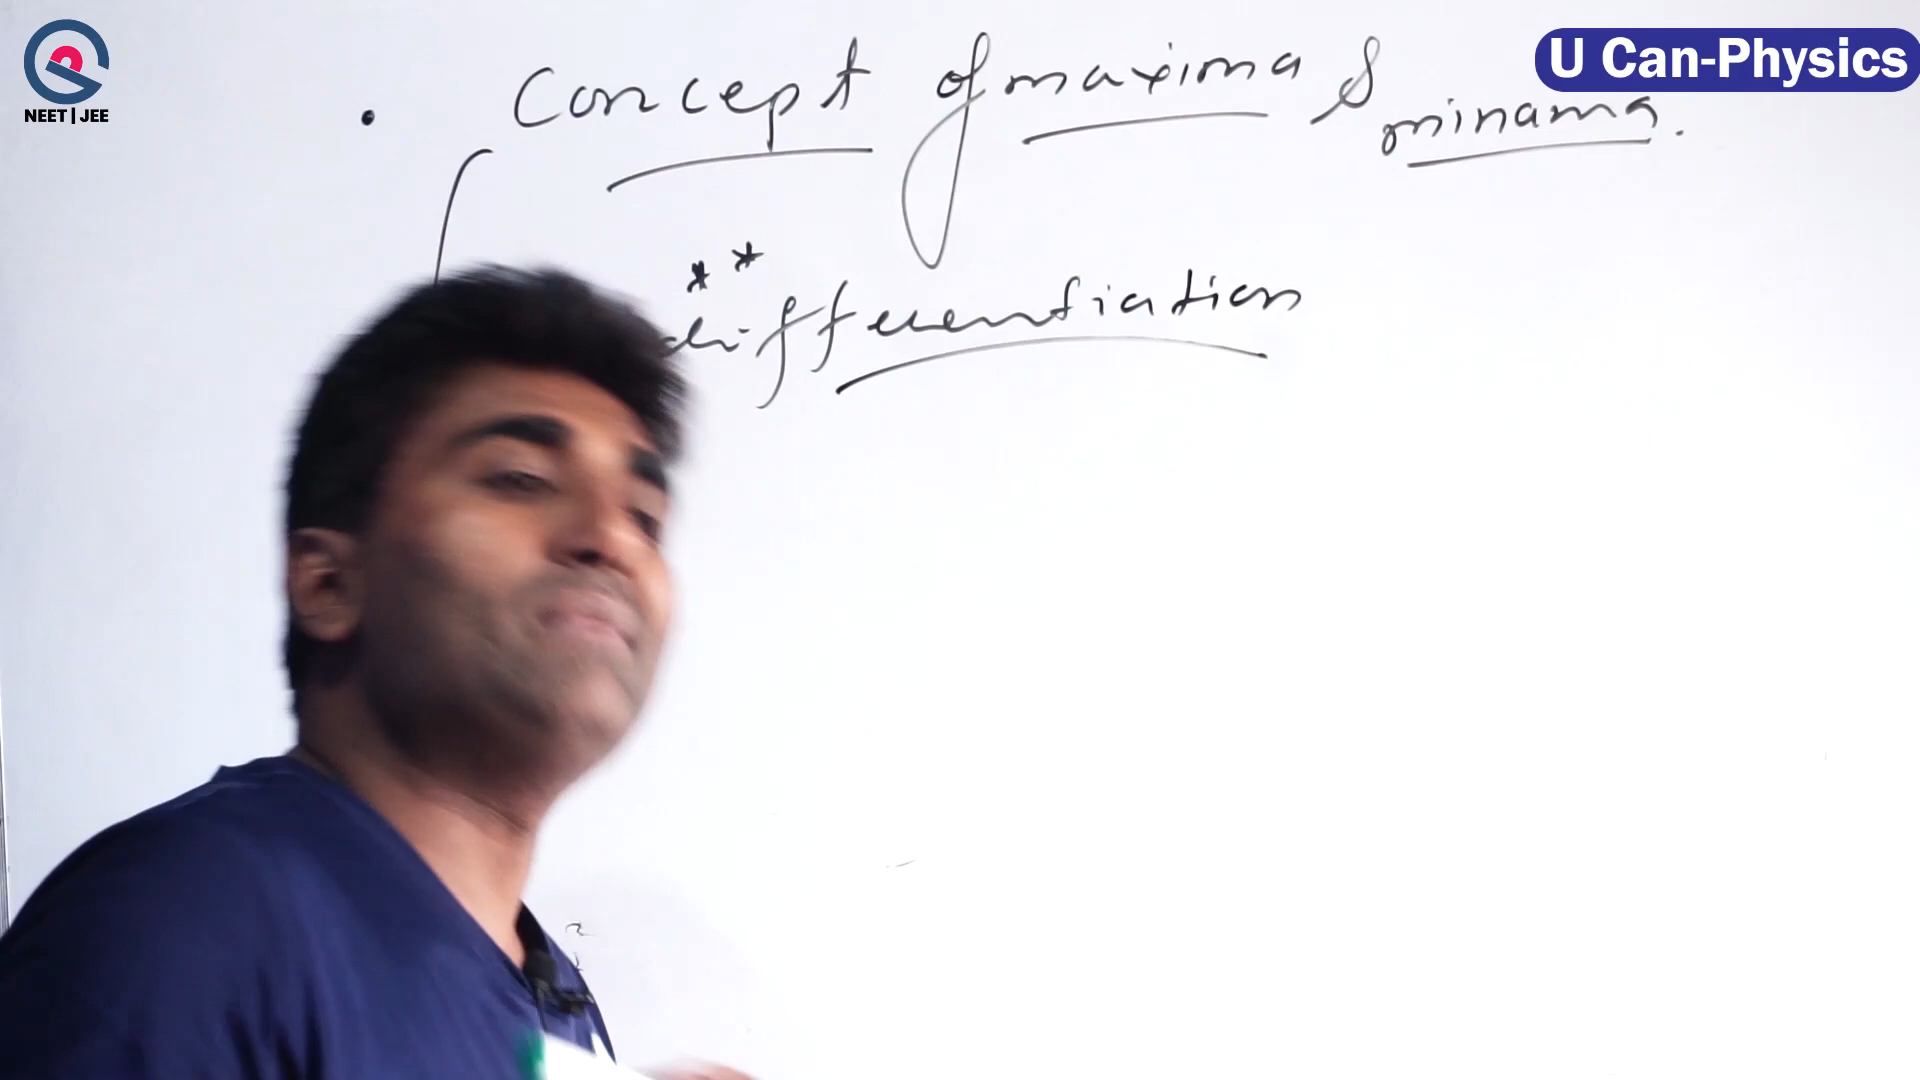 NEET|JEE
U Can-Physics
. Concept of maxima &
minama.
**
differentiation